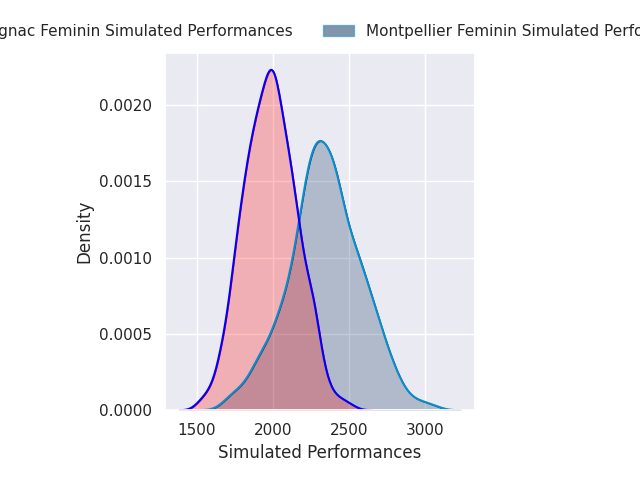 gnac Feminin Simulated Performances
Montpellier Feminin Simulated Perfo
0.0020
0.0015
0.0010
0.0005
0.0000
Density
1500 2000 2500 3000
Simulated Performances